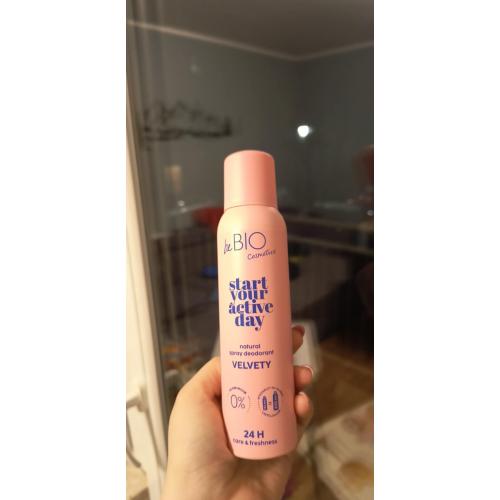 be BIO
Cosmetics
start
your
active
day
natural
spray deodorant
VELVETY
0%
24 H
care & freshness